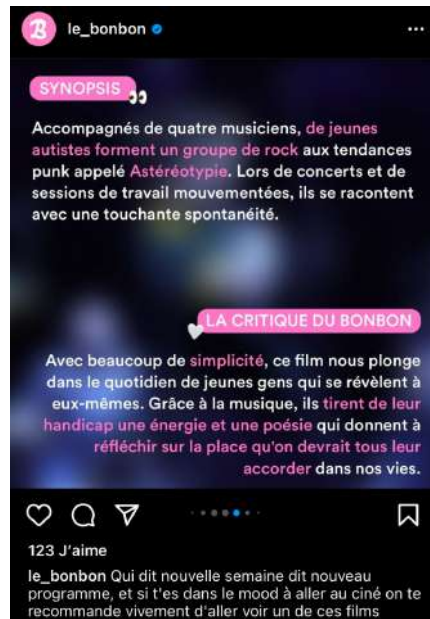 le_bonbon
SYNOPSIS
Accompagnés de quatre musiciens, de jeunes
autistes forment un groupe de rock aux tendances
punk appelé Astéréotypie. Lors de concerts et de
sessions de travail mouvementées, ils se racontent
avec une touchante spontanéité.
LA CRITIQUE DU BONBON
Avec beaucoup de simplicité, ce film nous plonge
dans le quotidien de jeunes gens qui se révèlent à
eux-mêmes. Grâce à la musique, ils tirent de leur
handicap une énergie et une poésie qui donnent à
réfléchir sur la place qu'on devrait tous leur
accorder dans nos vies.
123 J'aime
le_bonbon Qui dit nouvelle semaine dit nouveau
programme, et si t'es dans le mood à aller au ciné on te
recommande vivement d'aller voir un de ces films